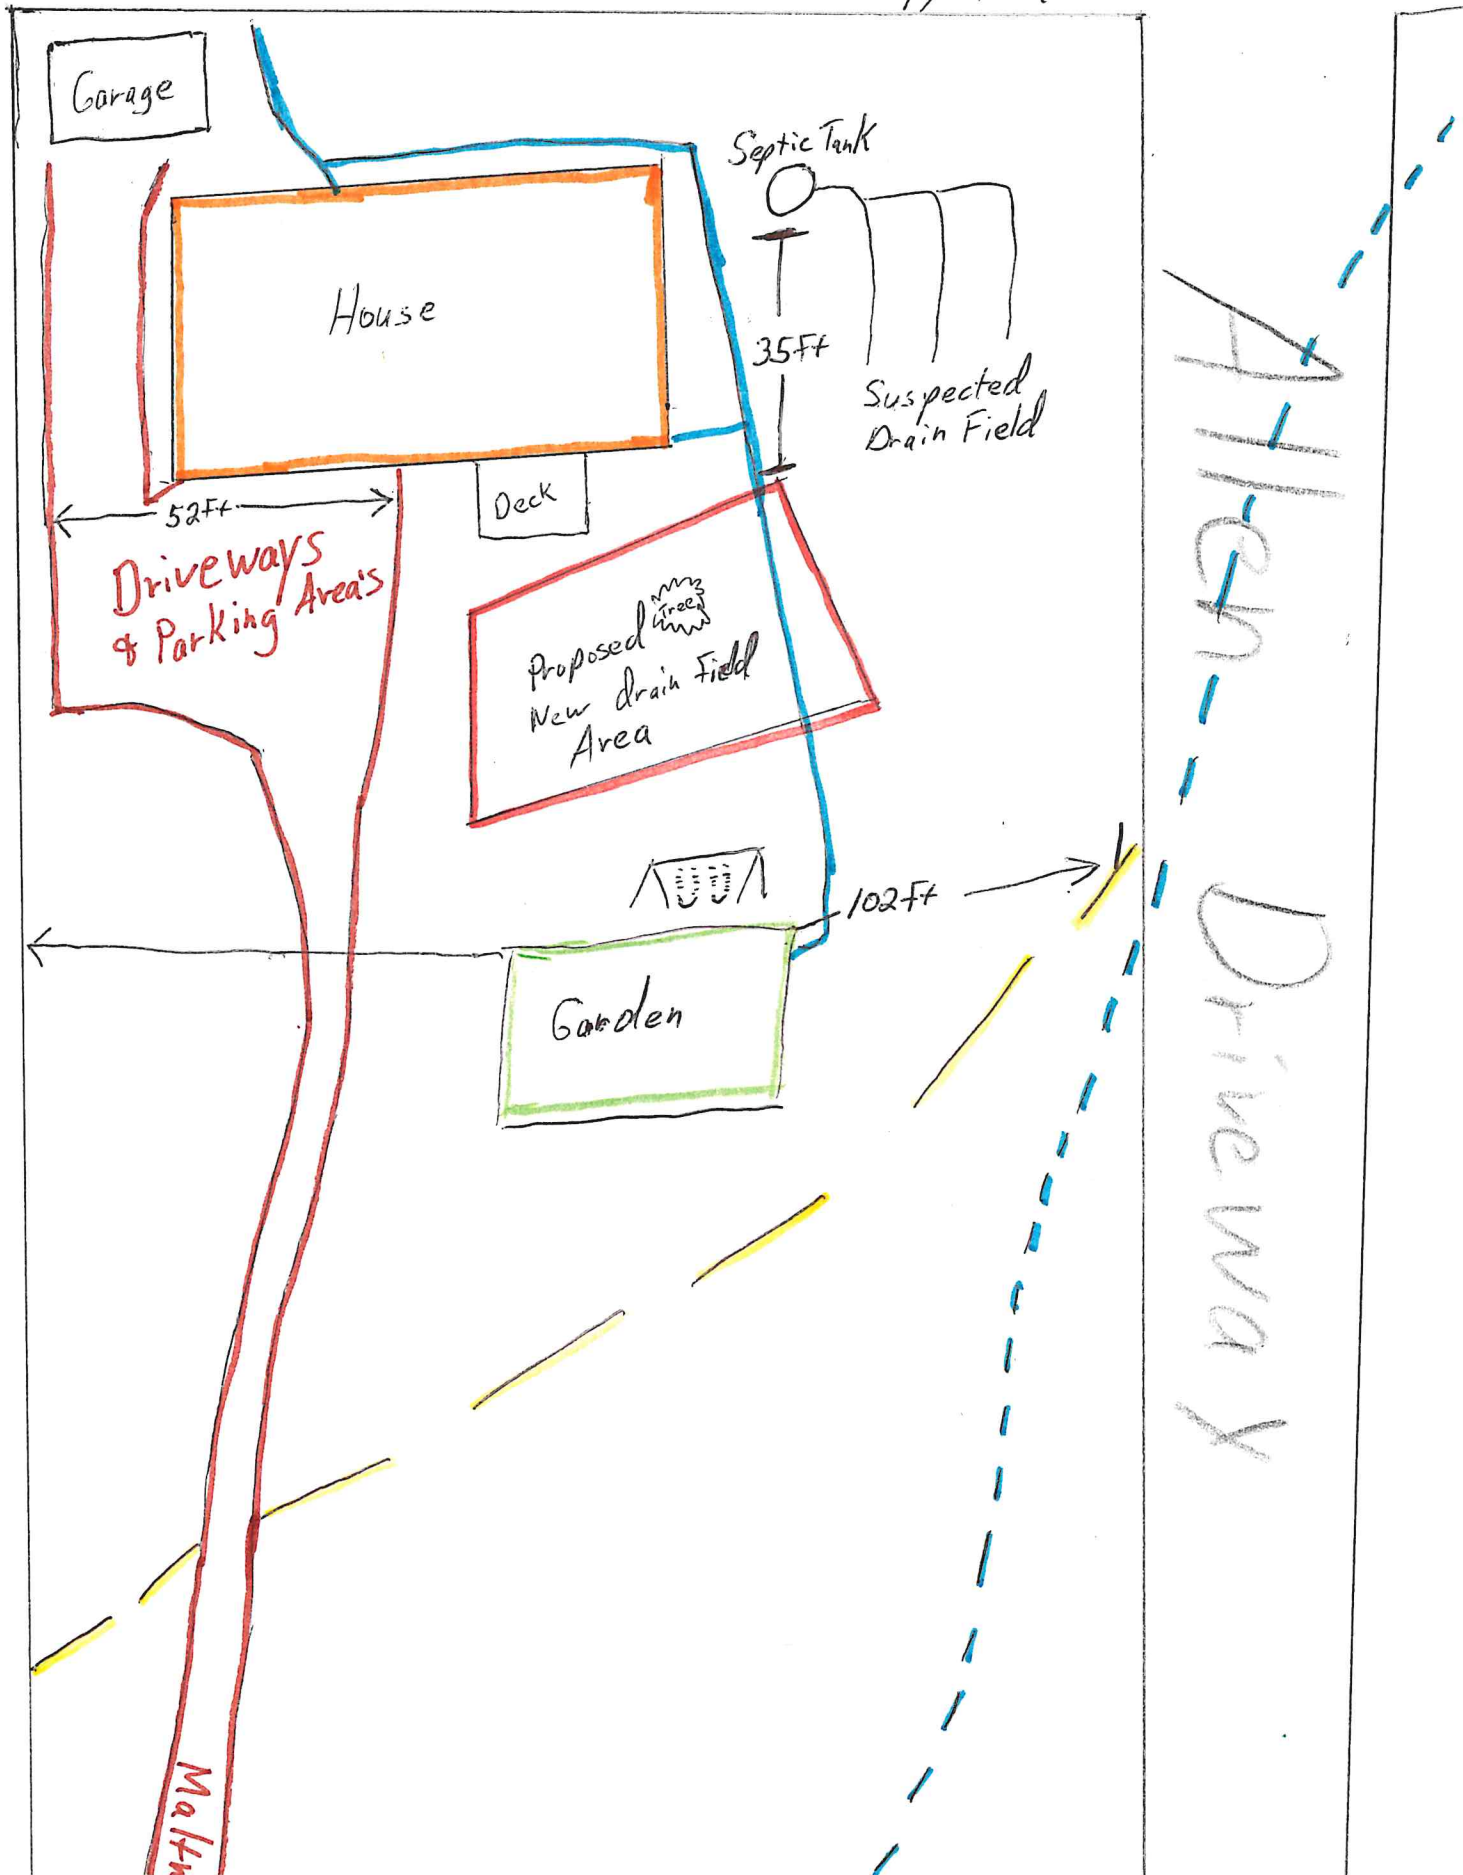 Garage
Septic Tank
House
35Ft
Suspected
Drain Field
Deck
52Ft
Driveways
& Parking Area's
Tree
Proposed
New drain Field
Area
102Ft
Garden
Allen Driveway